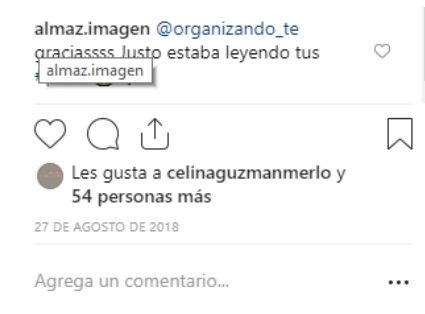 almaz.imagen @organizando_te
graciassss Justo estaba leyendo tus
almaz.imagen
Les gusta a celinaguzmanmerlo y
54 personas más
27 DE AGOSTO DE 2018
Agrega un comentario...